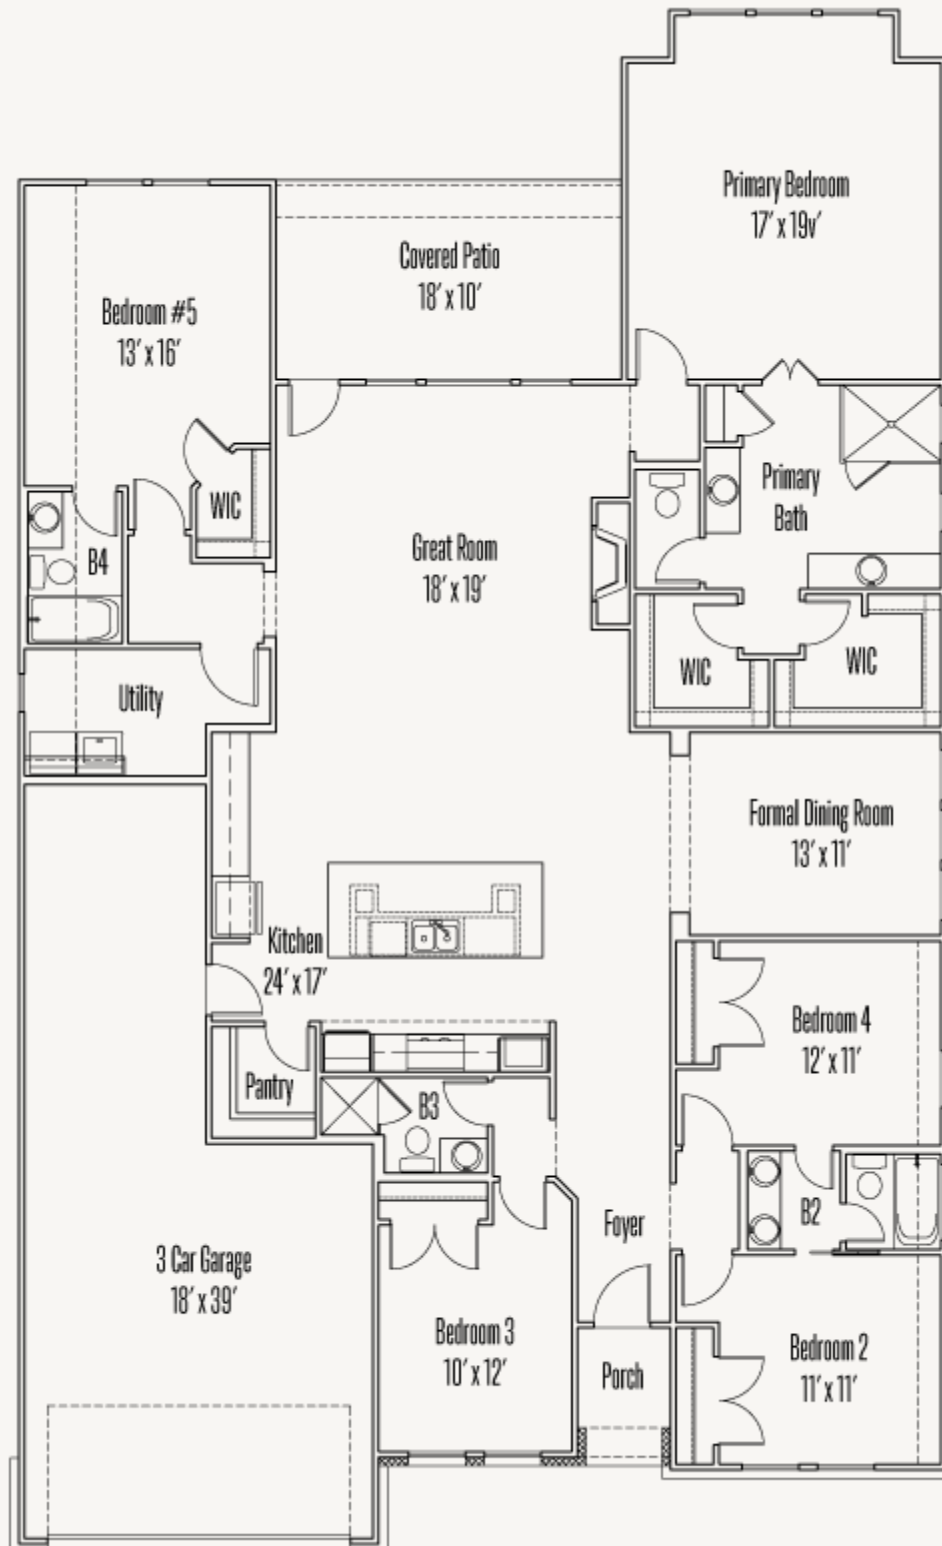 Primary Bedroom
17' x 19v'
Covered Patio
18' x 10'
Bedroom #5
13' x 16'
WIC
Primary
Bath
B4
Great Room
18' x 19'
WIC
WIC
Utility
Formal Dining Room
13' x 11'
Kitchen
24' x 17'
Bedroom 4
12' x 11'
Pantry
B3
B2
Foyer
3 Car Garage
18' x 39'
Bedroom 3
10' x 12'
Porch
Bedroom 2
11' x 11'